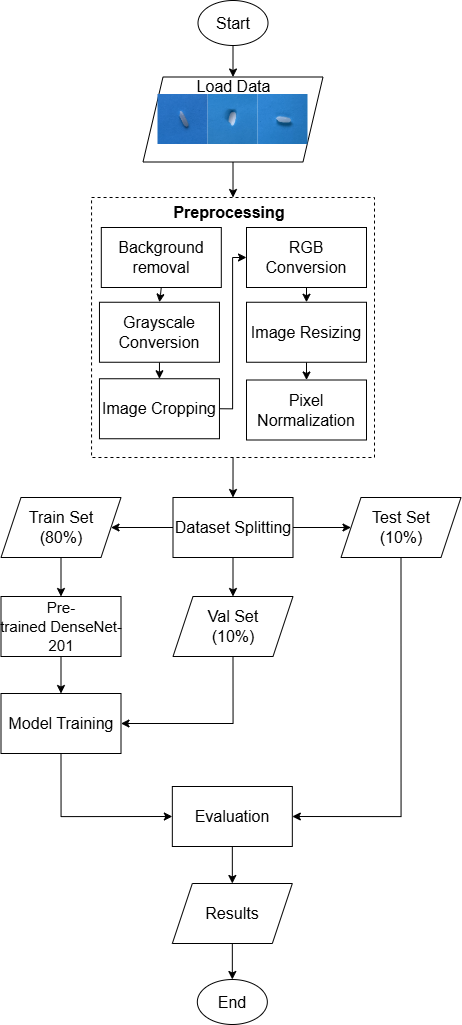 Start
Load Data
Preprocessing
Background
removal
Grayscale
Conversion
Image Cropping
RGB
Conversion
Image Resizing
Pixel
Normalization
Train Set
(80%)
Dataset Splitting
Test Set
(10%)
Pre-
trained DenseNet-
201
Val Set
(10%)
Model Training
Evaluation
Results
End